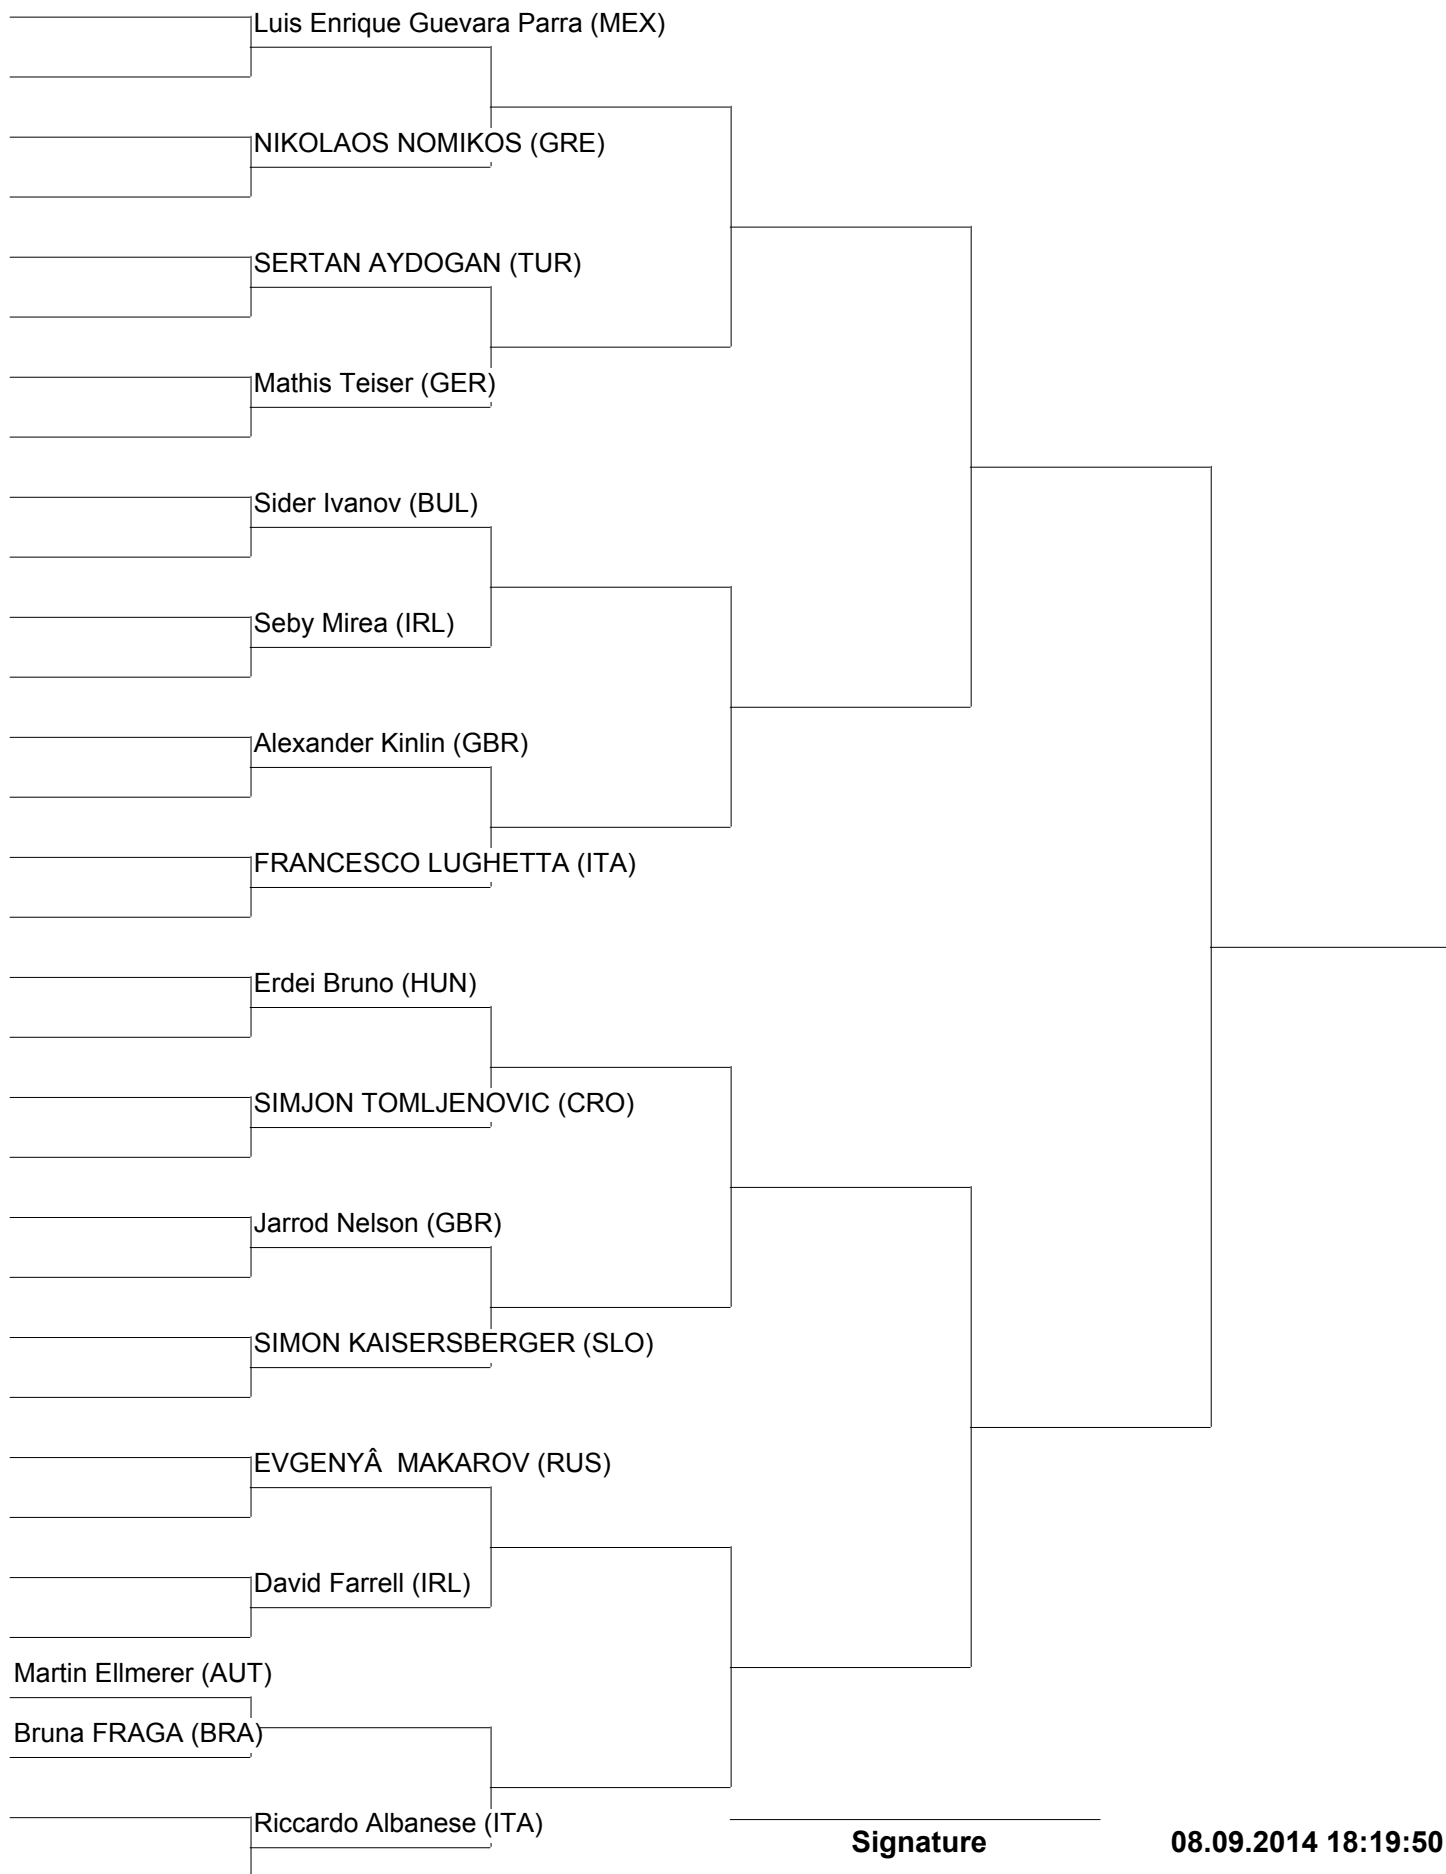 Luis Enrique Guevara Parra (MEX)
NIKOLAOS NOMIKOS (GRE)
SERTAN AYDOGAN (TUR)
Mathis Teiser (GER)
Sider Ivanov (BUL)
Seby Mirea (IRL)
Alexander Kinlin (GBR)
FRANCESCO LUGHETTA (ITA)
Erdei Bruno (HUN)
SIMJON TOMLJENOVIC (CRO)
Jarrod Nelson (GBR)
SIMON KAISERSBERGER (SLO)
EVGENYÂ  MAKAROV (RUS)
David Farrell (IRL)
Martin Ellmerer (AUT)
Bruna FRAGA (BRA)
Riccardo Albanese (ITA)
Signature
08.09.2014 18:19:50